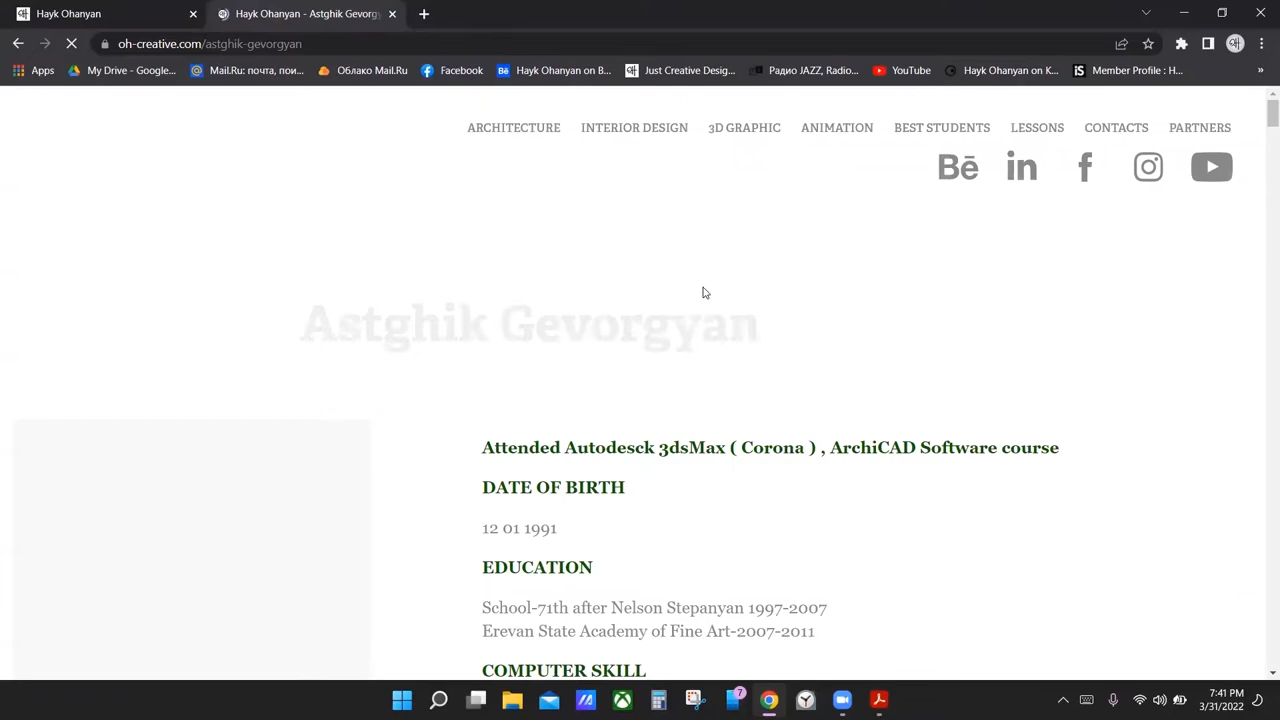 Hayk Ohanyan
Hayk Ohanyan - Astghik Gevorgy
oh-creative.com/astghik-gevorgyan
Apps
My Drive - Google...
Mail.Ru: почта, пои...
Облако Mail.Ru
Facebook
Hayk Ohanyan on B...
Just Creative Desig...
Радио JAZZ, Radio...
YouTube
Hayk Ohanyan on K...
iS Member Profile : H...
»
ARCHITECTURE INTERIOR DESIGN 3D GRAPHIC ANIMATION BEST STUDENTS LESSONS CONTACTS PARTNERS
Bē in f
Astghik Gevorgyan
Attended Autodesck 3dsMax ( Corona ) , ArchiCAD Software course
DATE OF BIRTH
12 01 1991
EDUCATION
School-71th after Nelson Stepanyan 1997-2007
Erevan State Academy of Fine Art-2007-2011
COMPUTER SKILL
7
7:41 PM
3/31/2022